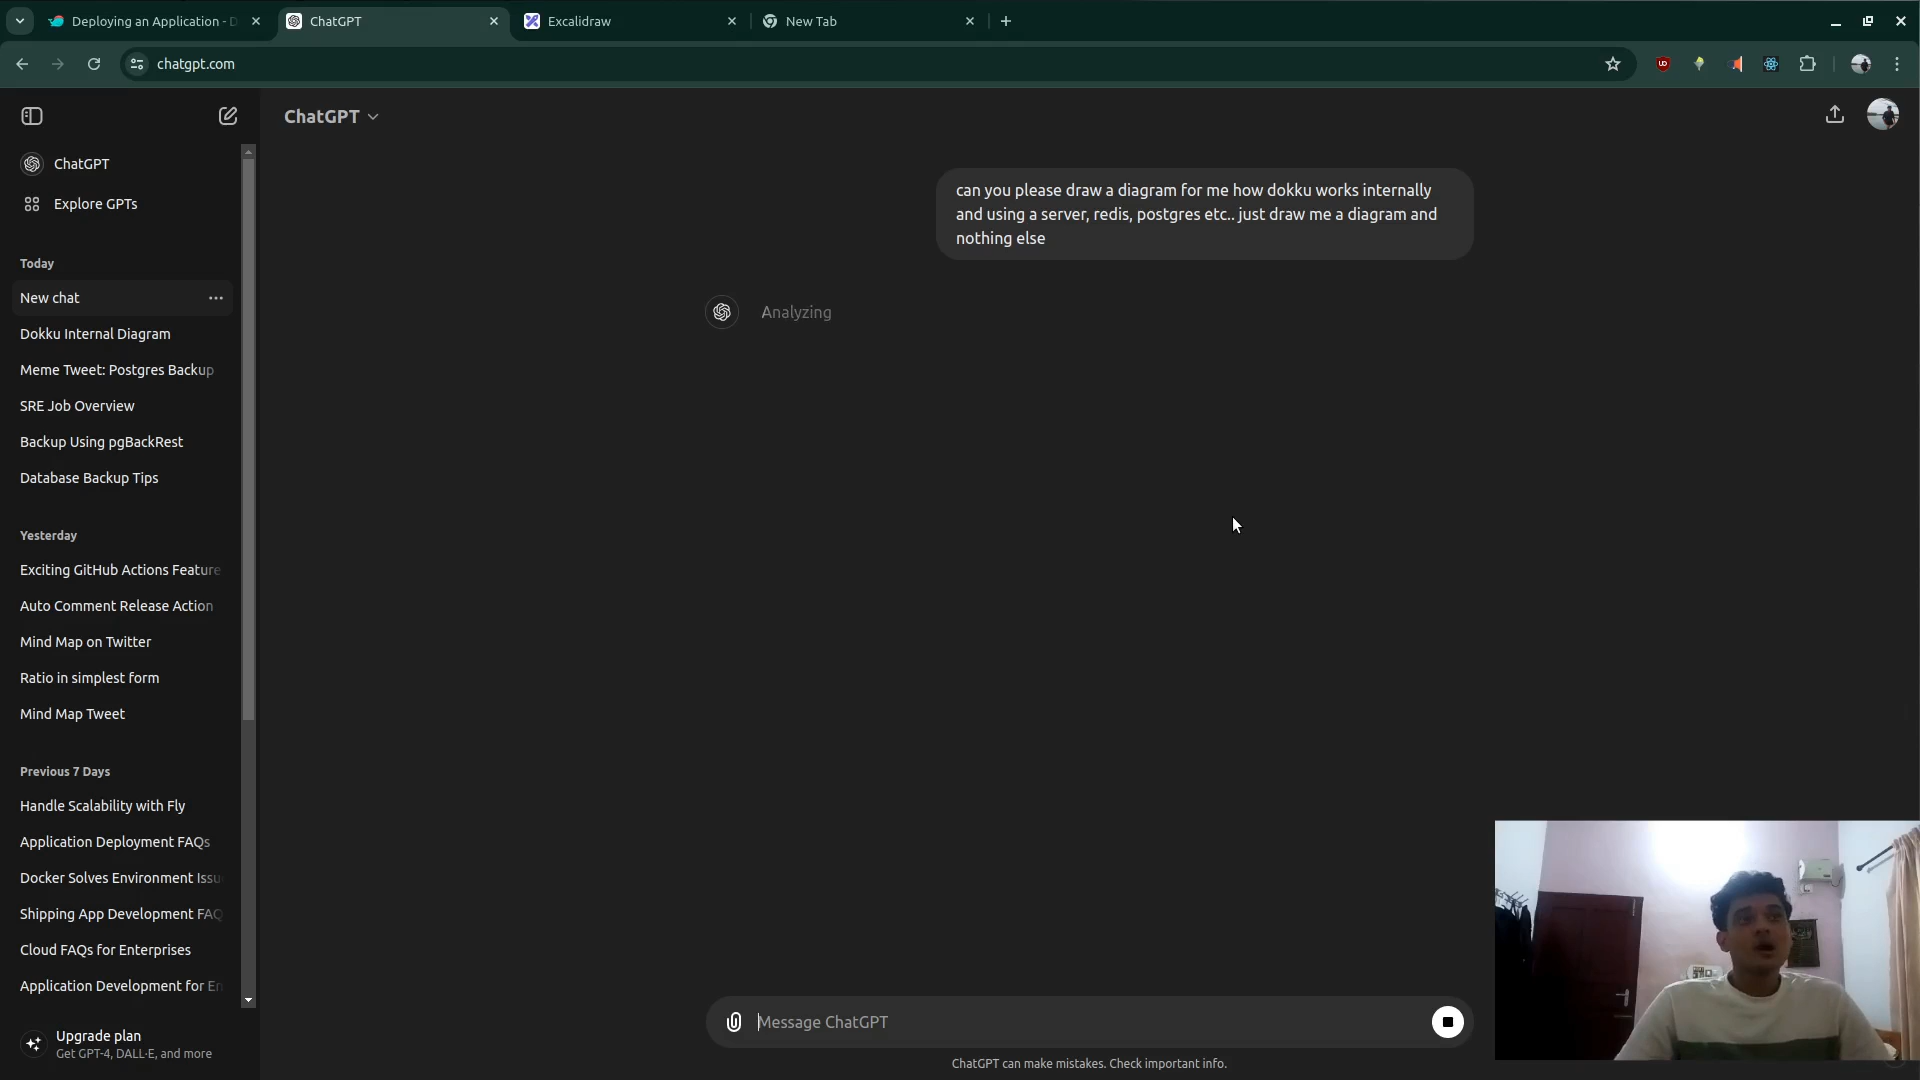 Deploying an Application - D
ChatGPT
Excalidraw
New Tab
chatgpt.com
ChatGPT
ChatGPT
Explore GPTs
Today
New chat
Dokku Internal Diagram
Meme Tweet: Postgres Backup
SRE Job Overview
Backup Using pgBackRest
Database Backup Tips
Yesterday
Exciting GitHub Actions Feature
Auto Comment Release Action
Mind Map on Twitter
Ratio in simplest form
Mind Map Tweet
Previous 7 Days
Handle Scalability with Fly
Application Deployment FAQs
Docker Solves Environment Issu
Shipping App Development FAQ
Cloud FAQs for Enterprises
Application Development for En
Upgrade plan
Get GPT-4, DALL·E, and more
can you please draw a diagram for me how dokku works internally
and using a server, redis, postgres etc.. just draw me a diagram and
nothing else
Analyzing
Message ChatGPT
ChatGPT can make mistakes. Check important info.